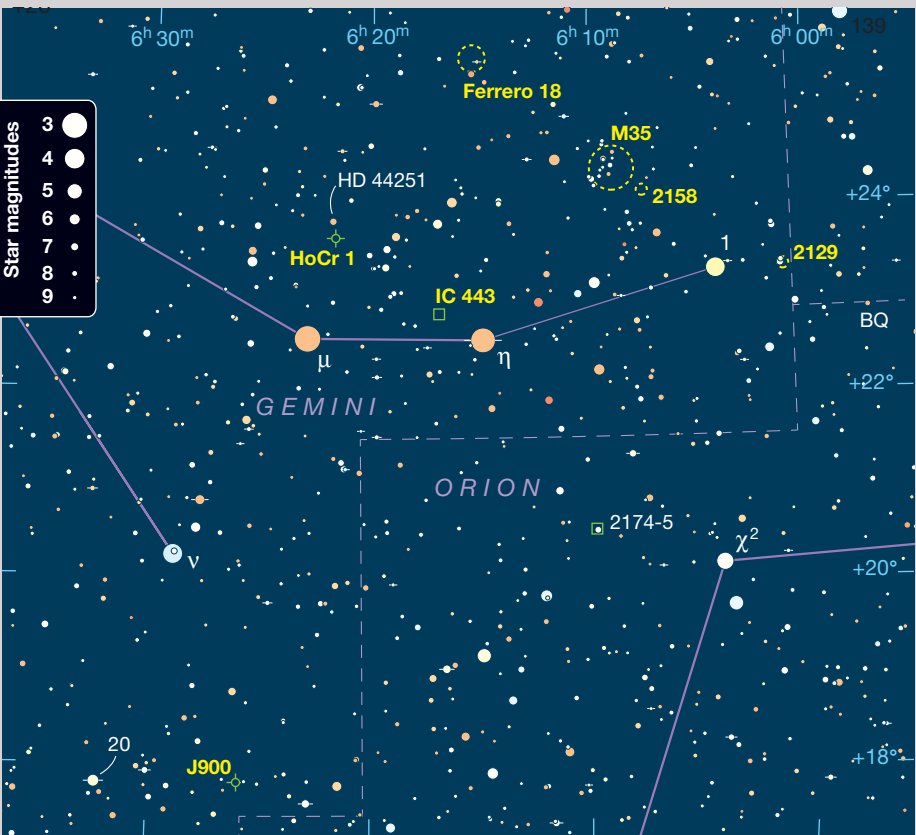 139
6ʰ 30ᵐ 6ʰ 20ᵐ 6ʰ 10ᵐ 6ʰ 00ᵐ
Ferrero 18
Star magnitudes
3
4
5
6
7
8
9
M35
HD 44251
2158
+24°
1
2129
HoCr 1
IC 443
BQ
μ
η
+22°
GEMINI
ORION
2174-5
χ²
ν
+20°
20
J900
+18°